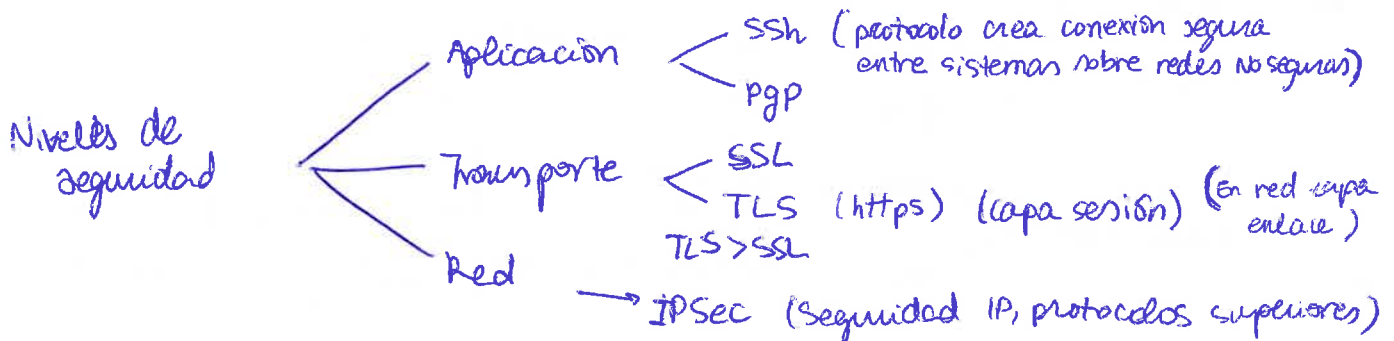 Niveles de
seguridad
Aplicación
SSh (protocolo crea conexión segura
entre sistemas sobre redes No seguras)
pgp
Transporte
SSL
TLS (https) (capa sesión) (En red capa
enlace)
TLS > SSL
Red
IPSec (Seguridad IP, protocolos superiores)